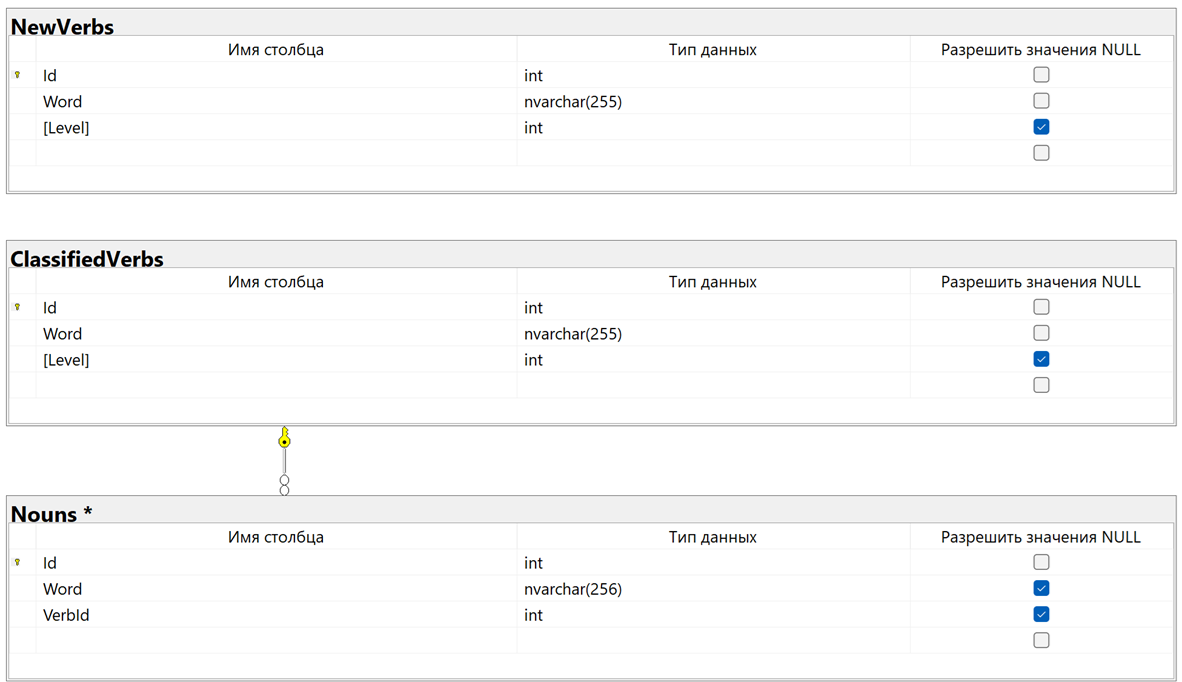 NewVerbs
Имя столбца Тип данных Разрешить значения NULL
Id int
Word nvarchar(255)
[Level] int
ClassifiedVerbs
Имя столбца Тип данных Разрешить значения NULL
Id int
Word nvarchar(255)
[Level] int
Nouns *
Имя столбца Тип данных Разрешить значения NULL
Id int
Word nvarchar(256)
VerbId int